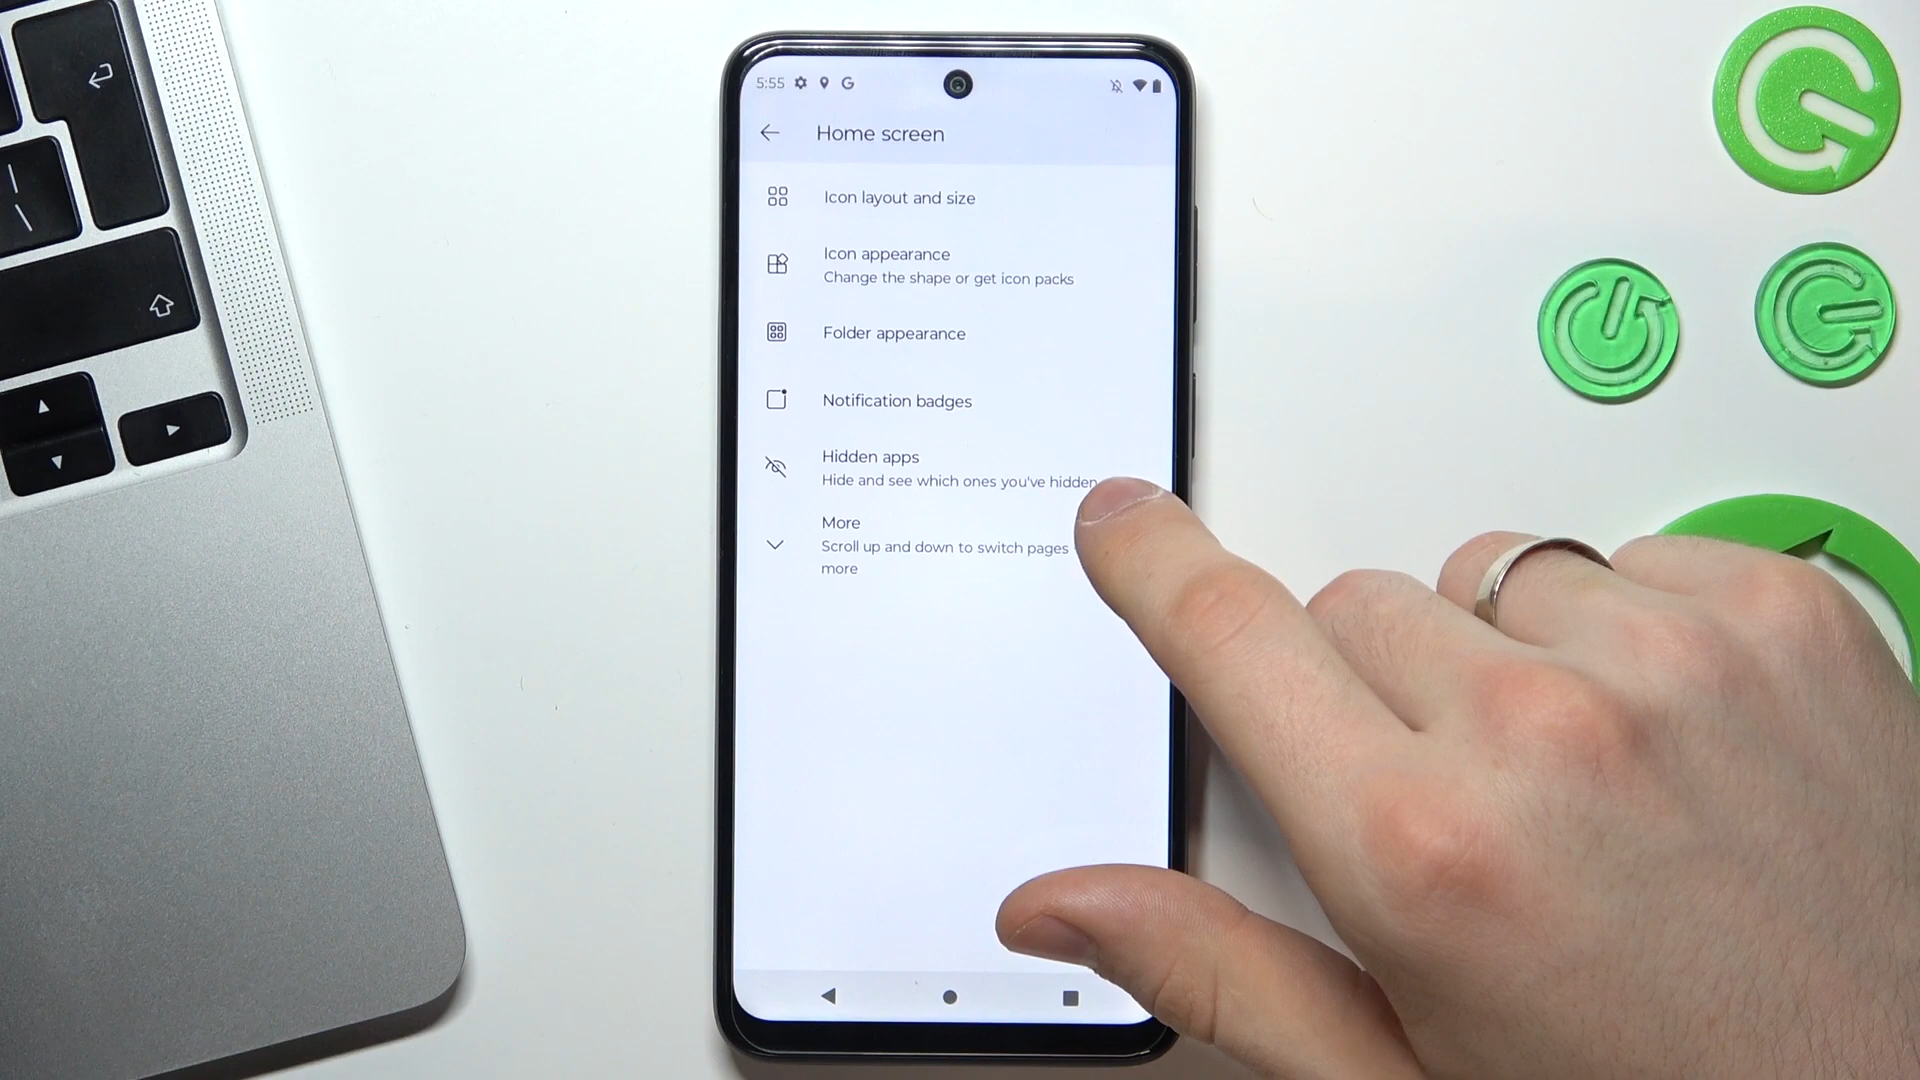 5:55
Home screen
Icon layout and size
Icon appearance
Change the shape or get icon packs
Folder appearance
Notification badges
Hidden apps
Hide and see which ones you've hidden
More
Scroll up and down to switch pages
more